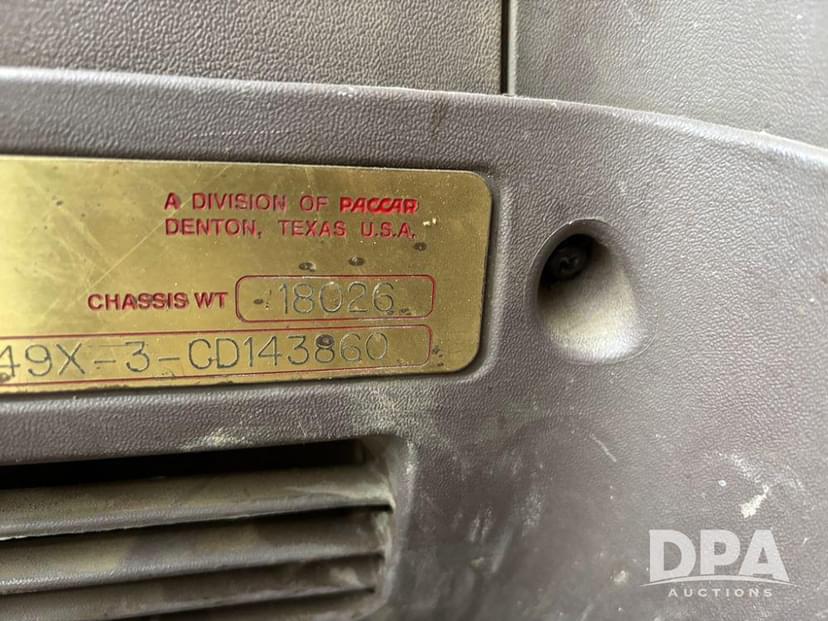 A DIVISION OF PACCAR
DENTON, TEXAS U.S.A.
CHASSIS WT 18026
49X-3-CD143860
DPA
AUCTIONS